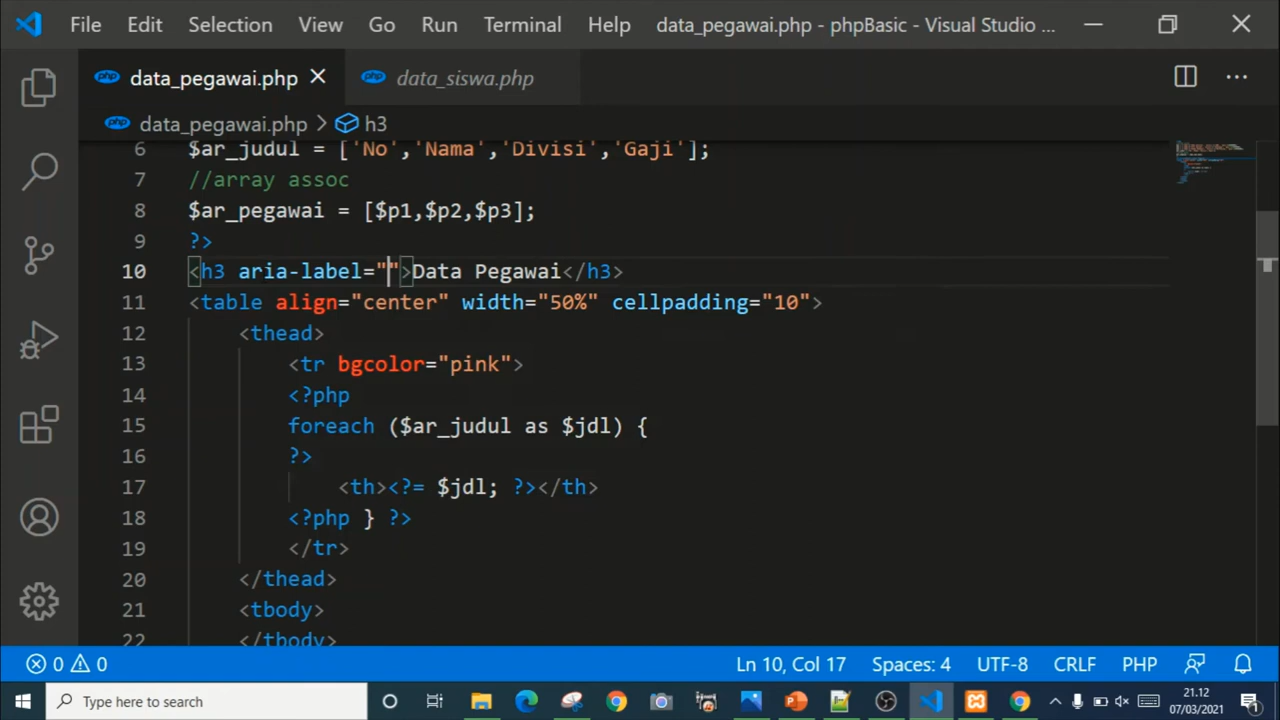 File Edit Selection View Go Run Terminal Help data_pegawai.php - phpBasic - Visual Studio ...
data_pegawai.php data_siswa.php
data_pegawai.php > h3
6 $ar_judul = ['No','Nama','Divisi','Gaji'];
7 //array assoc
8 $ar_pegawai = [$p1,$p2,$p3];
9 ?>
10 <h3 aria-label="">Data Pegawai</h3>
11 <table align="center" width="50%" cellpadding="10">
12 <thead>
13 <tr bgcolor="pink">
14 <?php
15 foreach ($ar_judul as $jdl) {
16 ?>
17 <th><?= $jdl; ?></th>
18 <?php } ?>
19 </tr>
20 </thead>
21 <tbody>
22 </tbody>
0 0 Ln 10, Col 17 Spaces: 4 UTF-8 CRLF PHP
Type here to search 21.12
07/03/2021 1